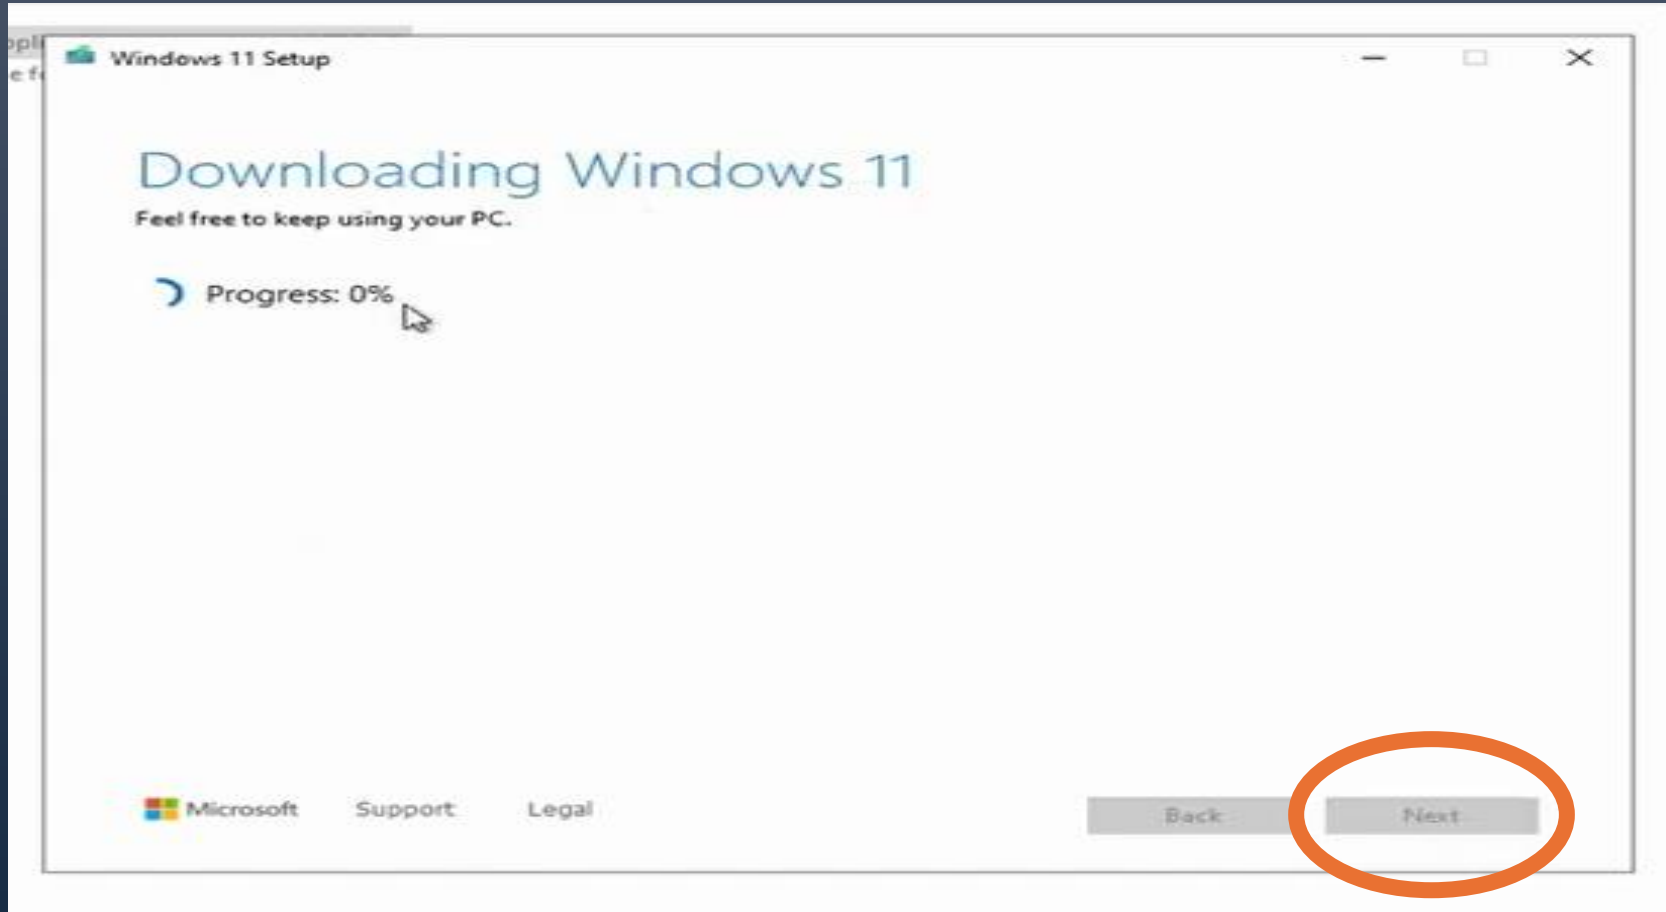 Windows 11 Setup
Downloading Windows 11
Feel free to keep using your PC.
Progress: 0%
Microsoft Support Legal Back Next